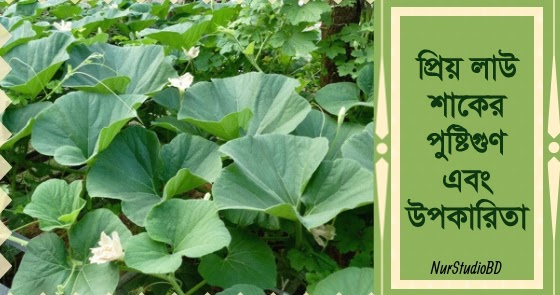 প্রিয় লাউ
শাকের
পুষ্টিগুণ
এবং
উপকারিতা
NurStudioBD